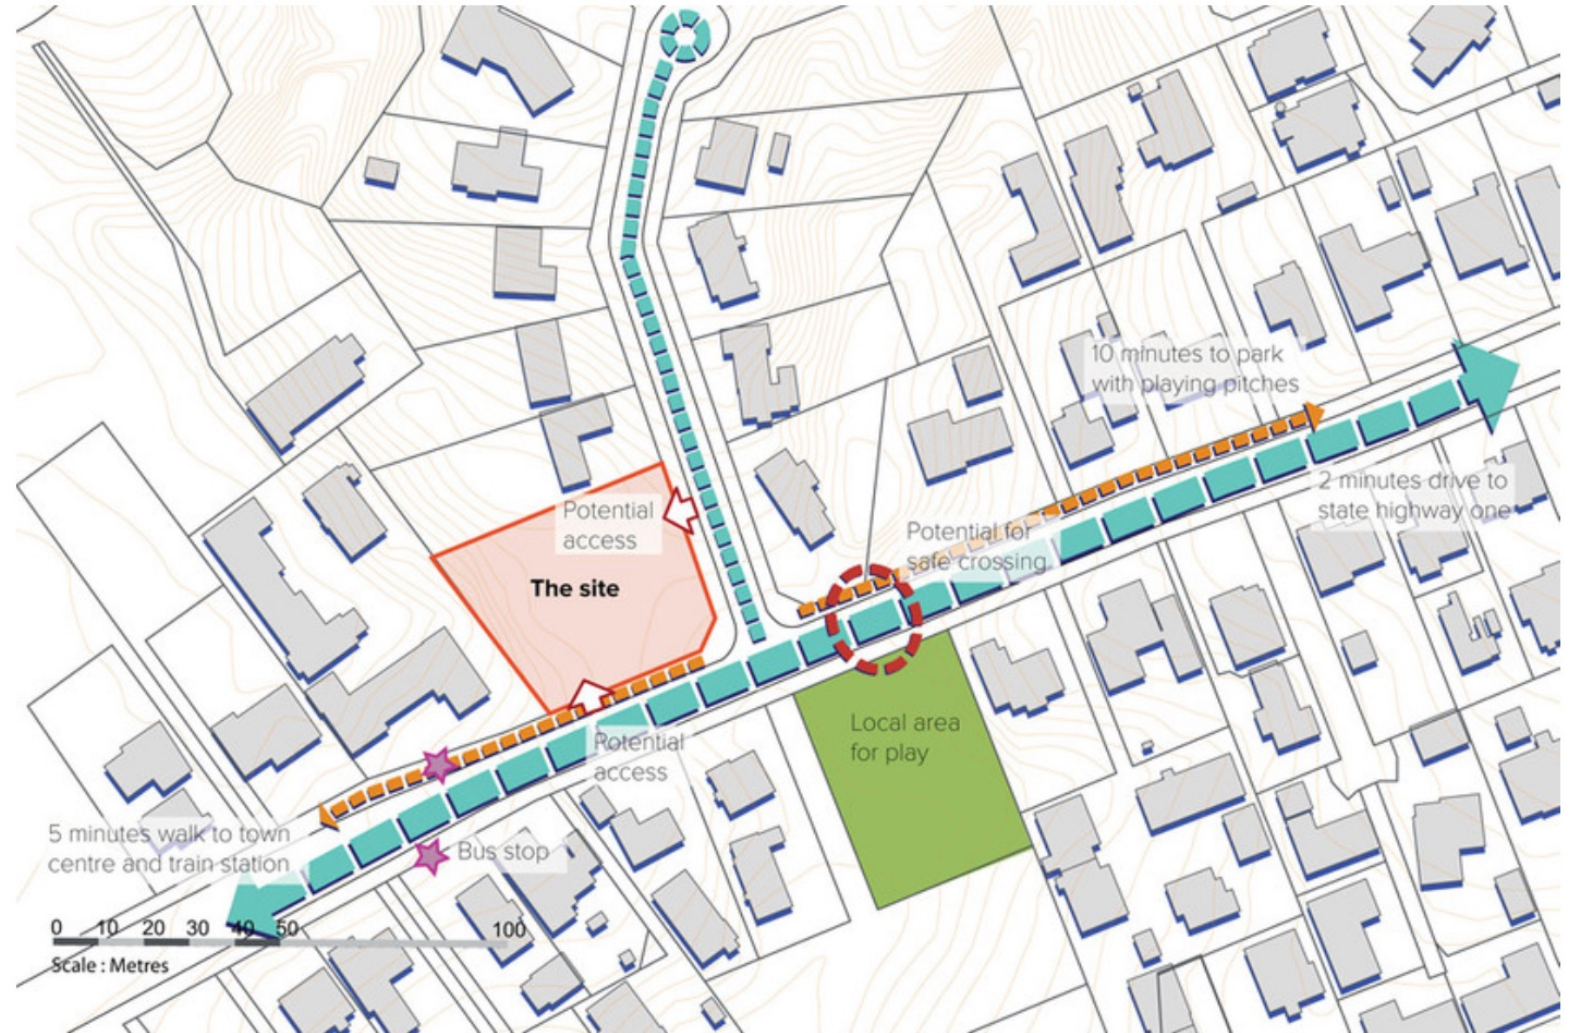 10 minutes to park
with playing pitches
2 minutes drive to
state highway one
Potential
access
Potential for
safe crossing
The site
Local area
for play
Potential
access
5 minutes walk to town
centre and train station
Bus stop
0 10 20 30 40 50 100
Scale : Metres